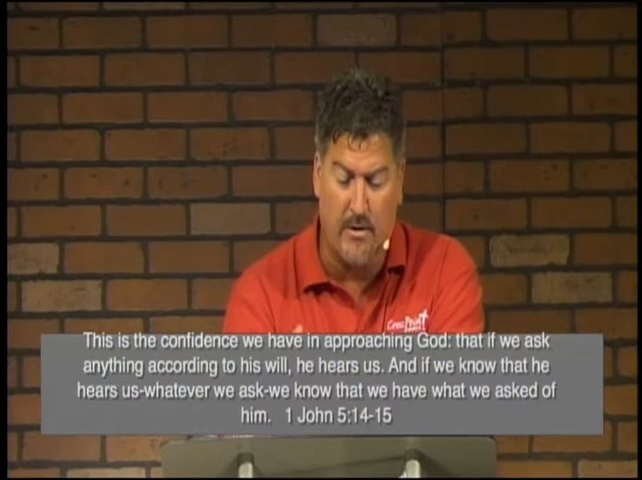 Cross Point
This is the confidence we have in approaching God: that if we ask
anything according to his will, he hears us. And if we know that he
hears us-whatever we ask-we know that we have what we asked of
him. 1 John 5:14-15